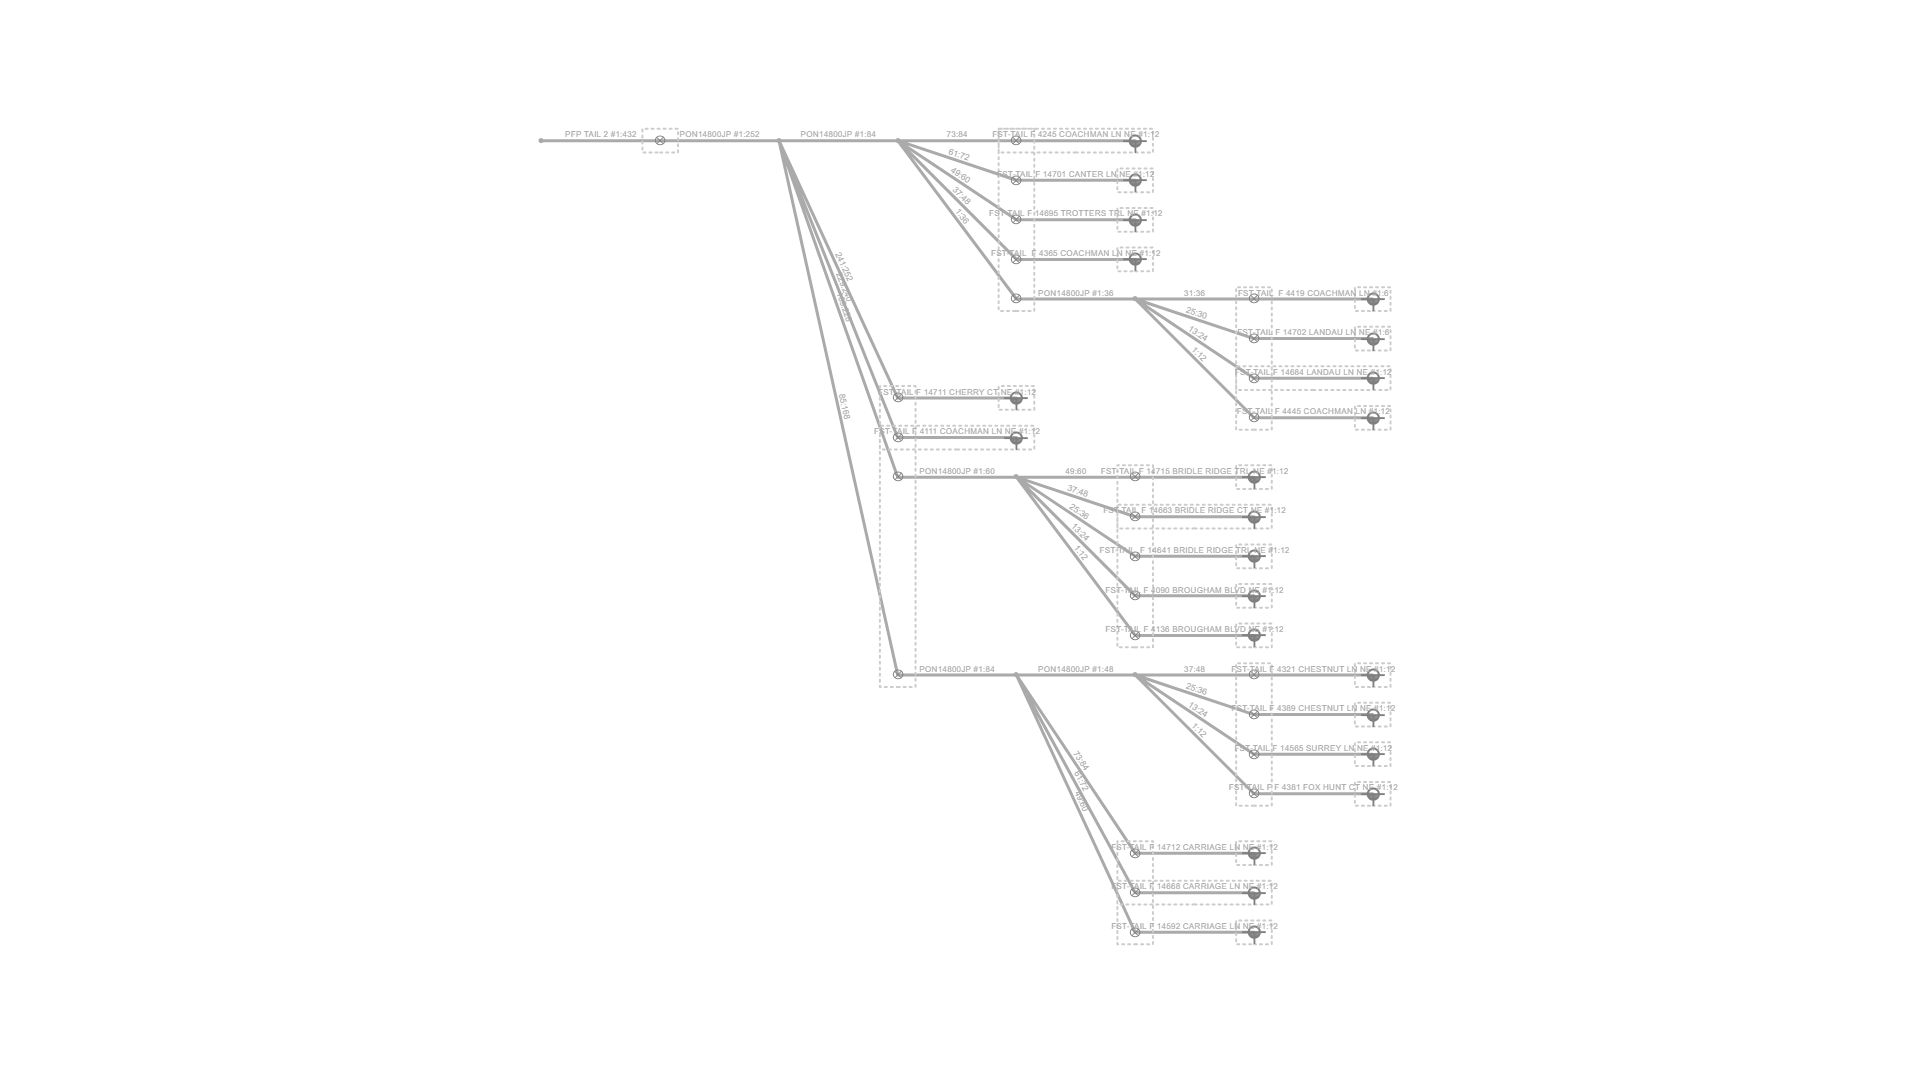 PFP TAIL 2 #1:432
PON14800JP #1:252
PON14800JP #1:84
73:84
FST-TAIL F 4245 COACHMAN LN NE #1:12
61:72
FST-TAIL F 14701 CANTER LN NE #1:12
49:60
FST-TAIL F 14695 TROTTERS TRL NE #1:12
37:48
FST-TAIL F 4365 COACHMAN LN NE #1:12
1:36
PON14800JP #1:36
31:36
FST-TAIL F 4419 COACHMAN LN #1:6
25:30
FST-TAIL F 14702 LANDAU LN NE #1:6
13:24
FST-TAIL F 14684 LANDAU LN NE #1:12
1:12
FST-TAIL F 4445 COACHMAN LN #1:12
241:252
FST-TAIL F 14711 CHERRY CT NE #1:12
FST-TAIL F 4111 COACHMAN LN NE #1:12
PON14800JP #1:60
49:60
FST-TAIL F 14715 BRIDLE RIDGE TRL NE #1:12
37:48
FST-TAIL F 14663 BRIDLE RIDGE CT NE #1:12
25:36
FST-TAIL F 14641 BRIDLE RIDGE TRL NE #1:12
13:24
FST-TAIL F 4090 BROUGHAM BLVD NE #1:12
1:12
FST-TAIL F 4136 BROUGHAM BLVD NE #1:12
85:168
PON14800JP #1:84
PON14800JP #1:48
37:48
FST-TAIL F 4321 CHESTNUT LN NE #1:12
25:36
FST-TAIL F 4389 CHESTNUT LN NE #1:12
13:24
FST-TAIL F 14565 SURREY LN NE #1:12
1:12
FST-TAIL P F 4381 FOX HUNT CT NE #1:12
73:84
FST-TAIL F 14712 CARRIAGE LN NE #1:12
61:72
FST-TAIL F 14668 CARRIAGE LN NE #1:12
49:60
FST-TAIL F 14592 CARRIAGE LN NE #1:12